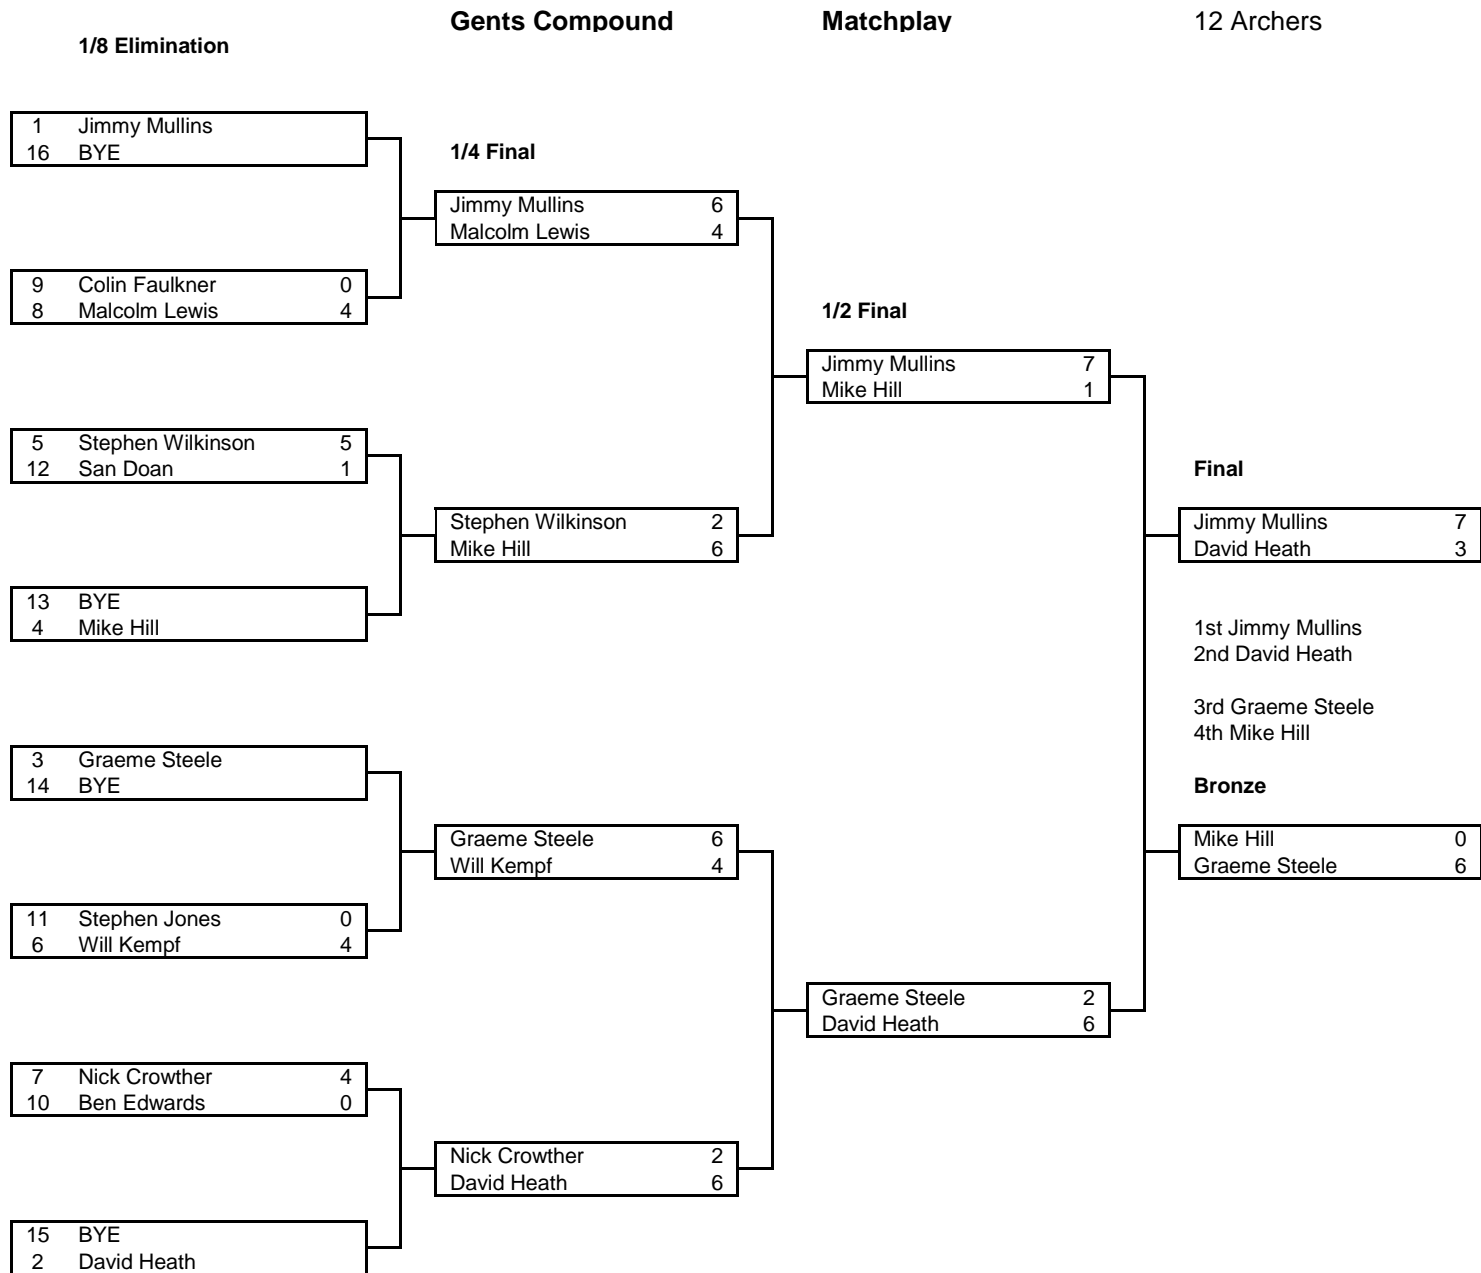 Gents Compound Matchplay 12 Archers
1/8 Elimination
1 Jimmy Mullins
16 BYE
9 Colin Faulkner 0
8 Malcolm Lewis 4
5 Stephen Wilkinson 5
12 San Doan 1
13 BYE
4 Mike Hill
3 Graeme Steele
14 BYE
11 Stephen Jones 0
6 Will Kempf 4
7 Nick Crowther 4
10 Ben Edwards 0
15 BYE
2 David Heath
1/4 Final
Jimmy Mullins 6
Malcolm Lewis 4
Stephen Wilkinson 2
Mike Hill 6
Graeme Steele 6
Will Kempf 4
Nick Crowther 2
David Heath 6
1/2 Final
Jimmy Mullins 7
Mike Hill 1
Graeme Steele 2
David Heath 6
Final
Jimmy Mullins 7
David Heath 3
1st Jimmy Mullins
2nd David Heath
3rd Graeme Steele
4th Mike Hill
Bronze
Mike Hill 0
Graeme Steele 6